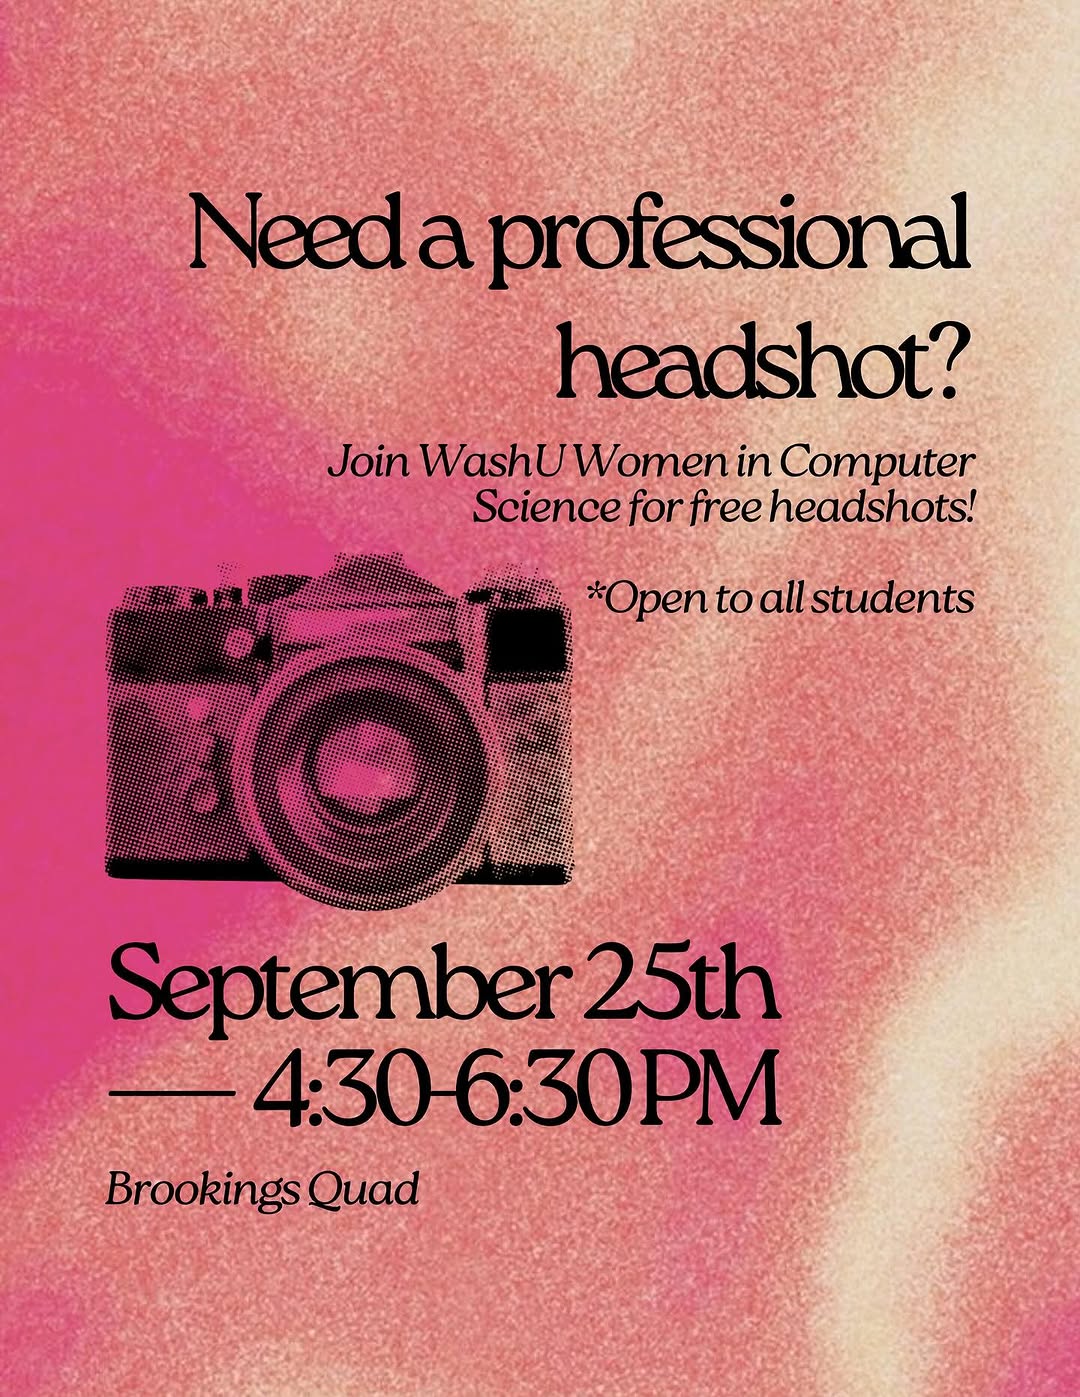 Need a professional
headshot?
Join WashU Women in Computer
Science for free headshots!
*Open to all students
September 25th
— 4:30-6:30 PM
Brookings Quad